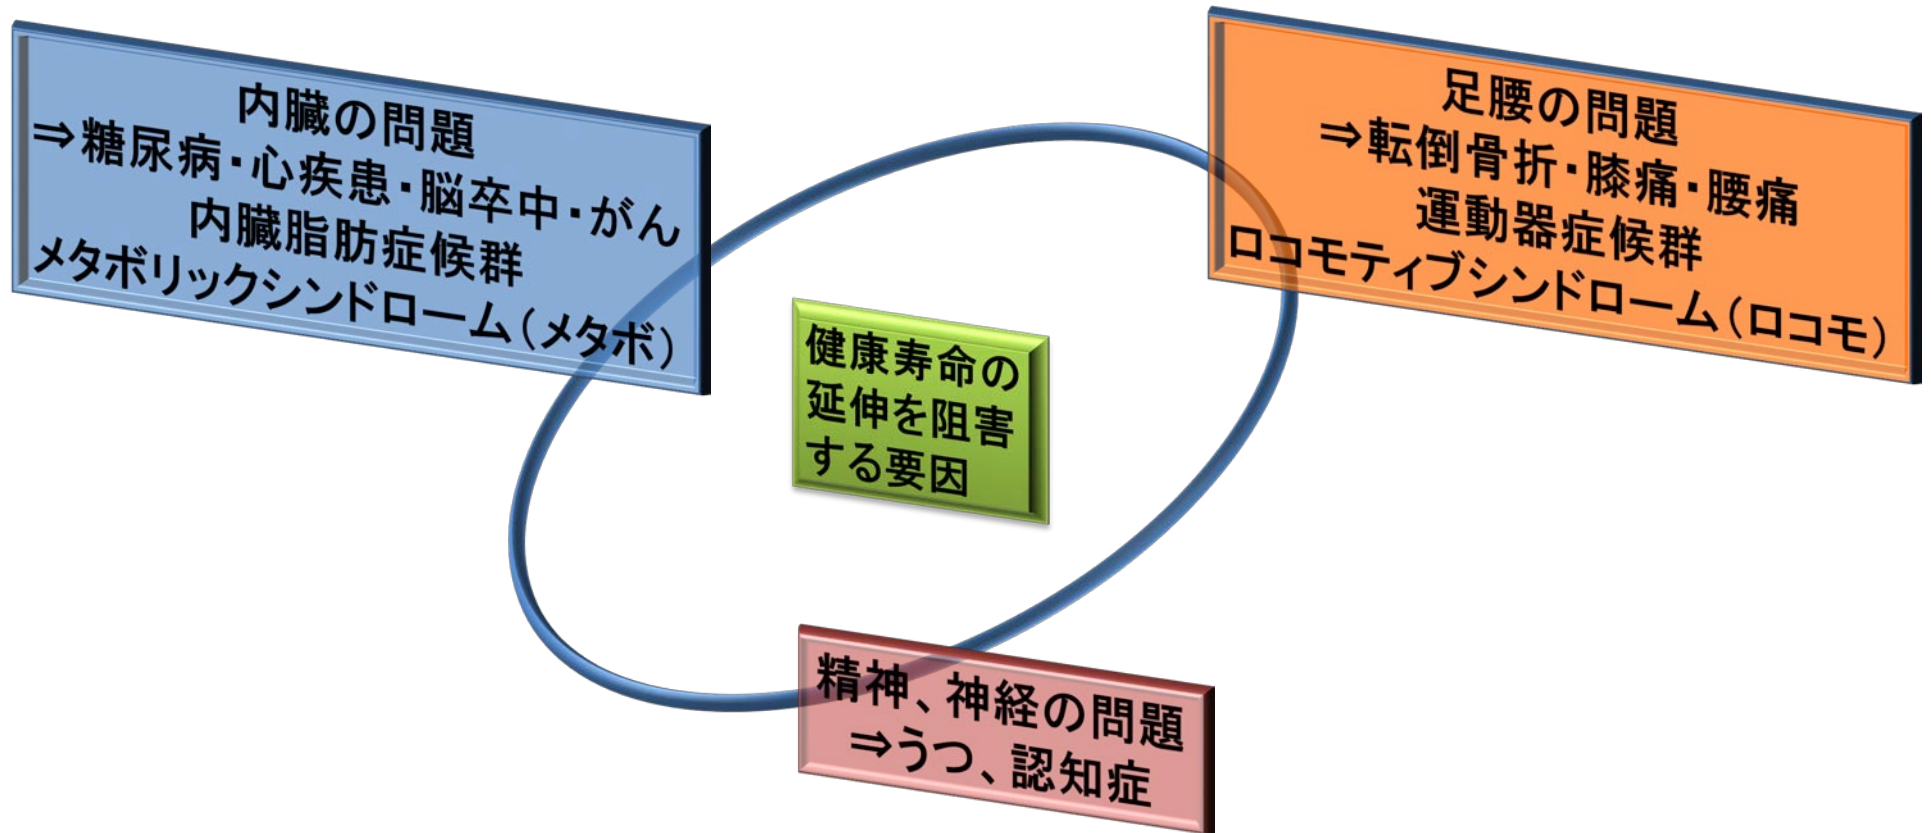 内臓の問題
⇒糖尿病・心疾患・脳卒中・がん
内臓脂肪症候群
メタボリックシンドローム(メタボ)
足腰の問題
⇒転倒骨折・膝痛・腰痛
運動器症候群
ロコモティブシンドローム(ロコモ)
健康寿命の
延伸を阻害
する要因
精神、神経の問題
⇒うつ、認知症